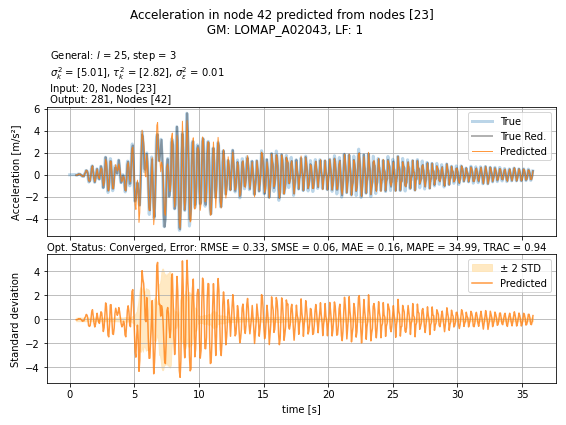 Acceleration in node 42 predicted from nodes [23]
GM: LOMAP_A02043, LF: 1
General: l = 25, step = 3
σ²ₖ = [5.01], τ²ₖ = [2.82], σ²ε = 0.01
Input: 20, Nodes [23]
Output: 281, Nodes [42]
Acceleration [m/s²]
6
4
2
0
−2
−4
True
True Red.
Predicted
Opt. Status: Converged, Error: RMSE = 0.33, SMSE = 0.06, MAE = 0.16, MAPE = 34.99, TRAC = 0.94
Standard deviation
4
2
0
−2
−4
± 2 STD
Predicted
0 5 10 15 20 25 30 35
time [s]